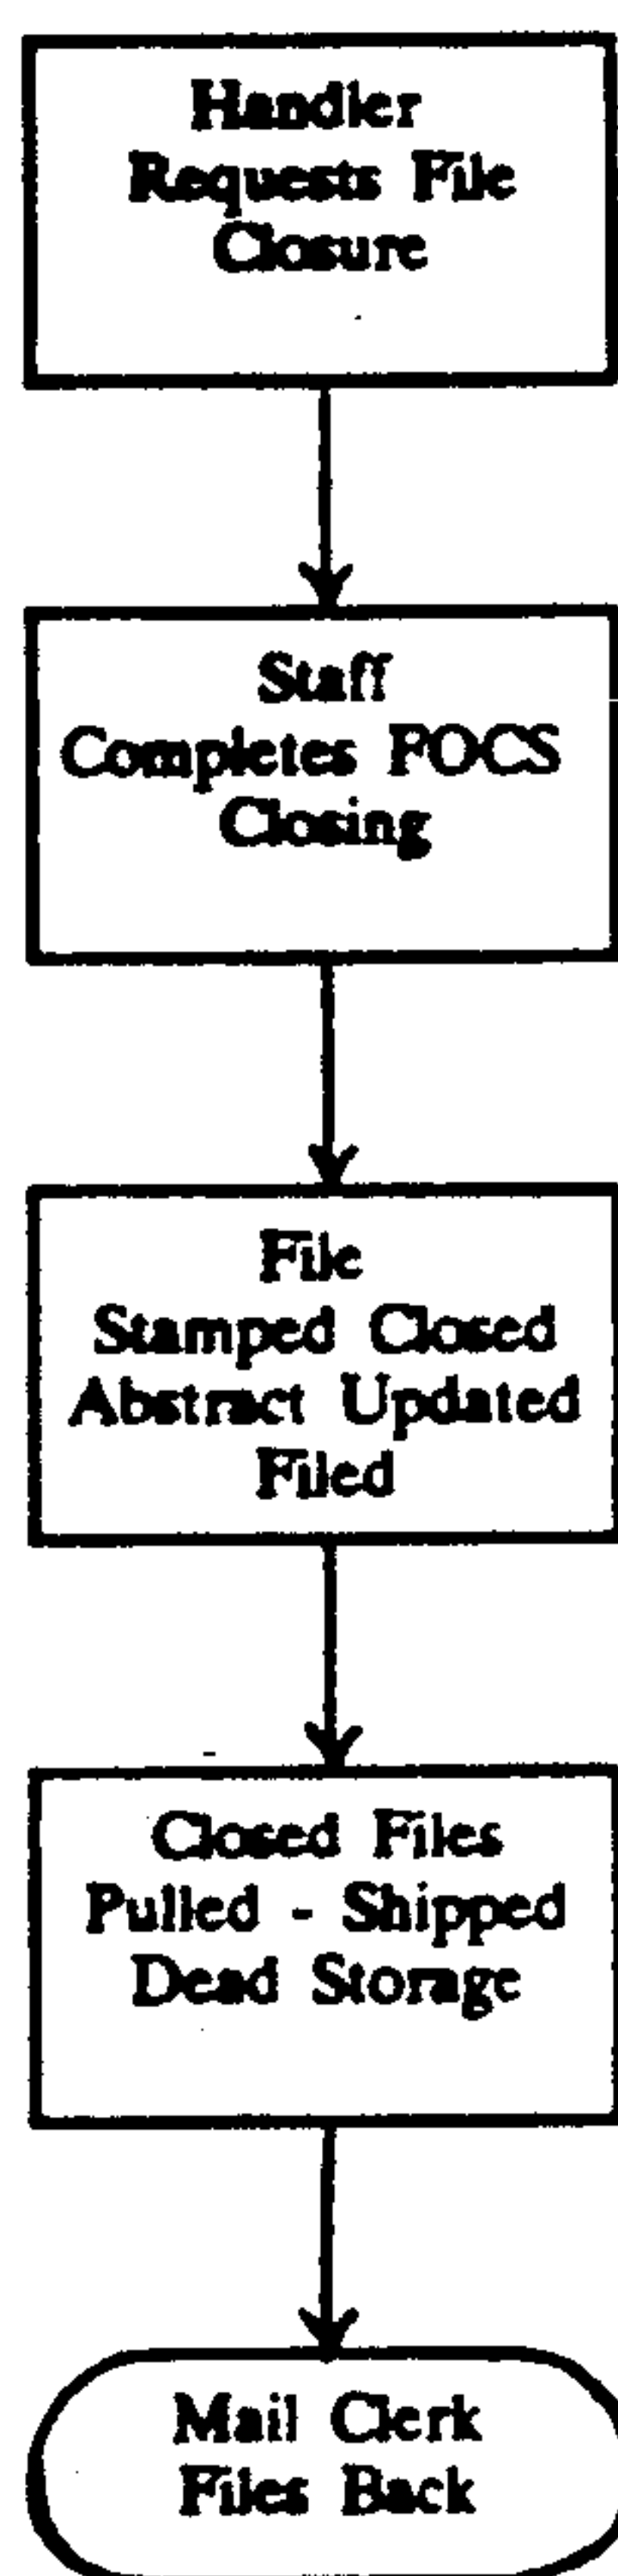 Handler
Requests File
Closure
Staff
Completes POCS
Closing
File
Stamped Closed
Abstract Updated
Filed
Closed Files
Pulled - Shipped
Dead Storage
Mail Clerk
Files Back